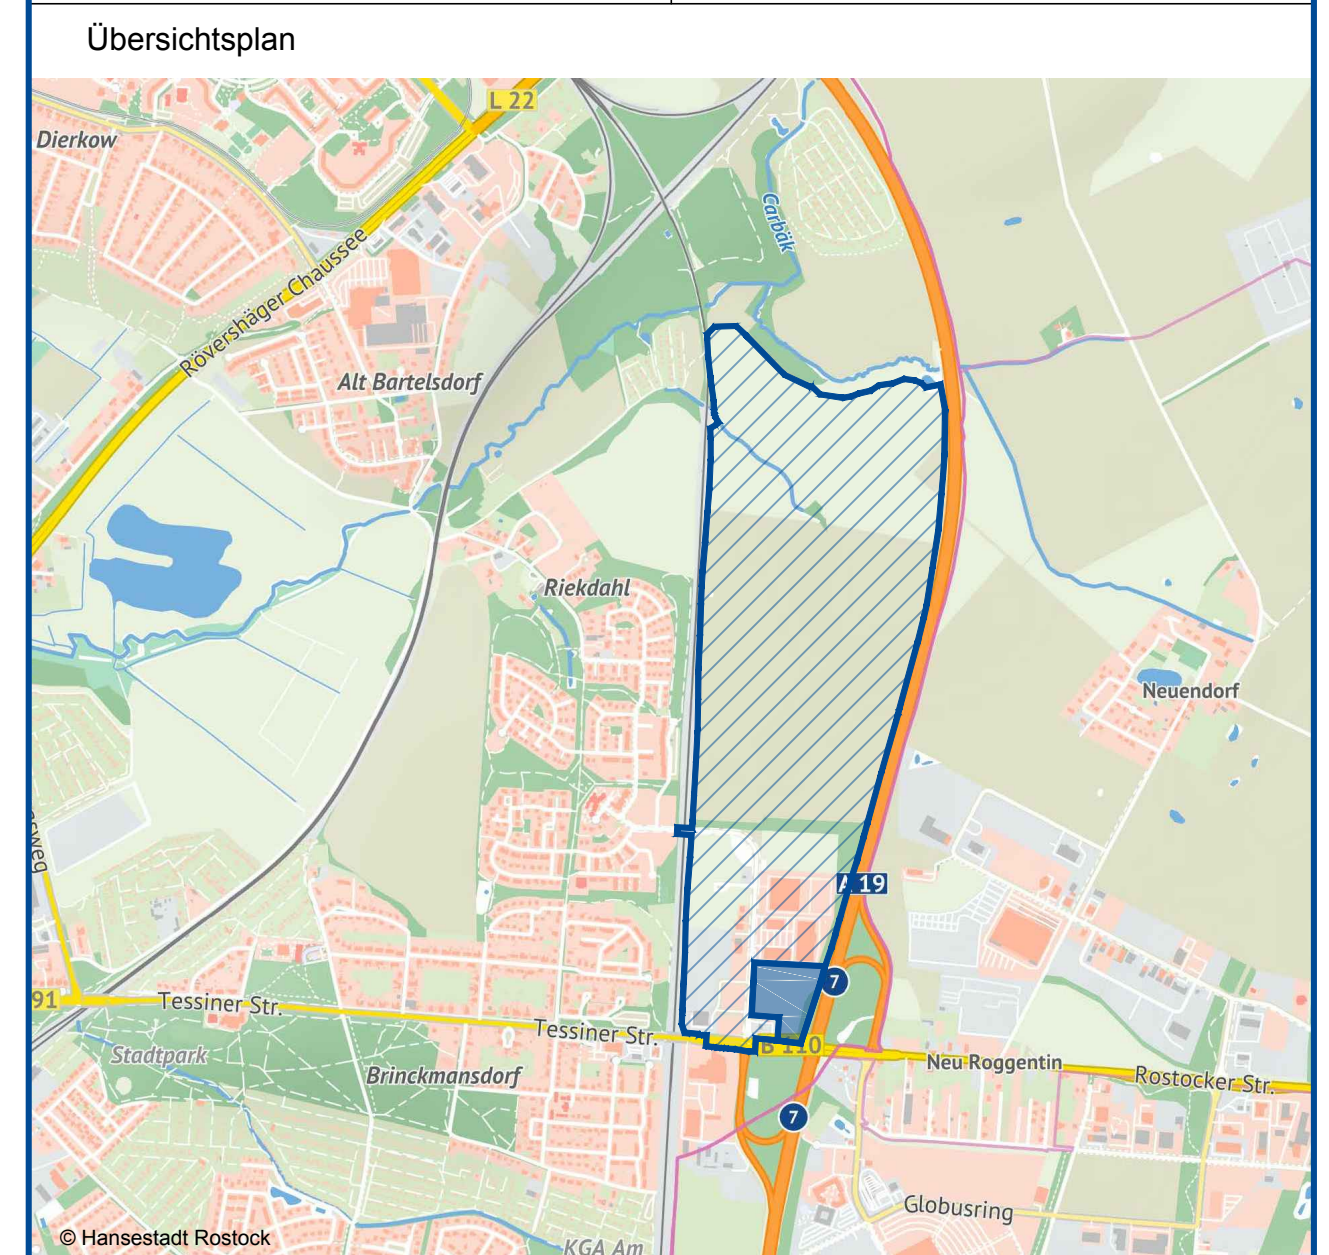 Übersichtsplan
L 22
Dierkow
Carbäk
Rövershäger Chaussee
Alt Bartelsdorf
Riekdahl
Neuendorf
A 19
7
91
Tessiner Str.
Tessiner Str.
B 110
Stadtpark
Brinckmansdorf
Neu Roggentin
Rostocker Str.
7
Globusring
© Hansestadt Rostock
KGA Am